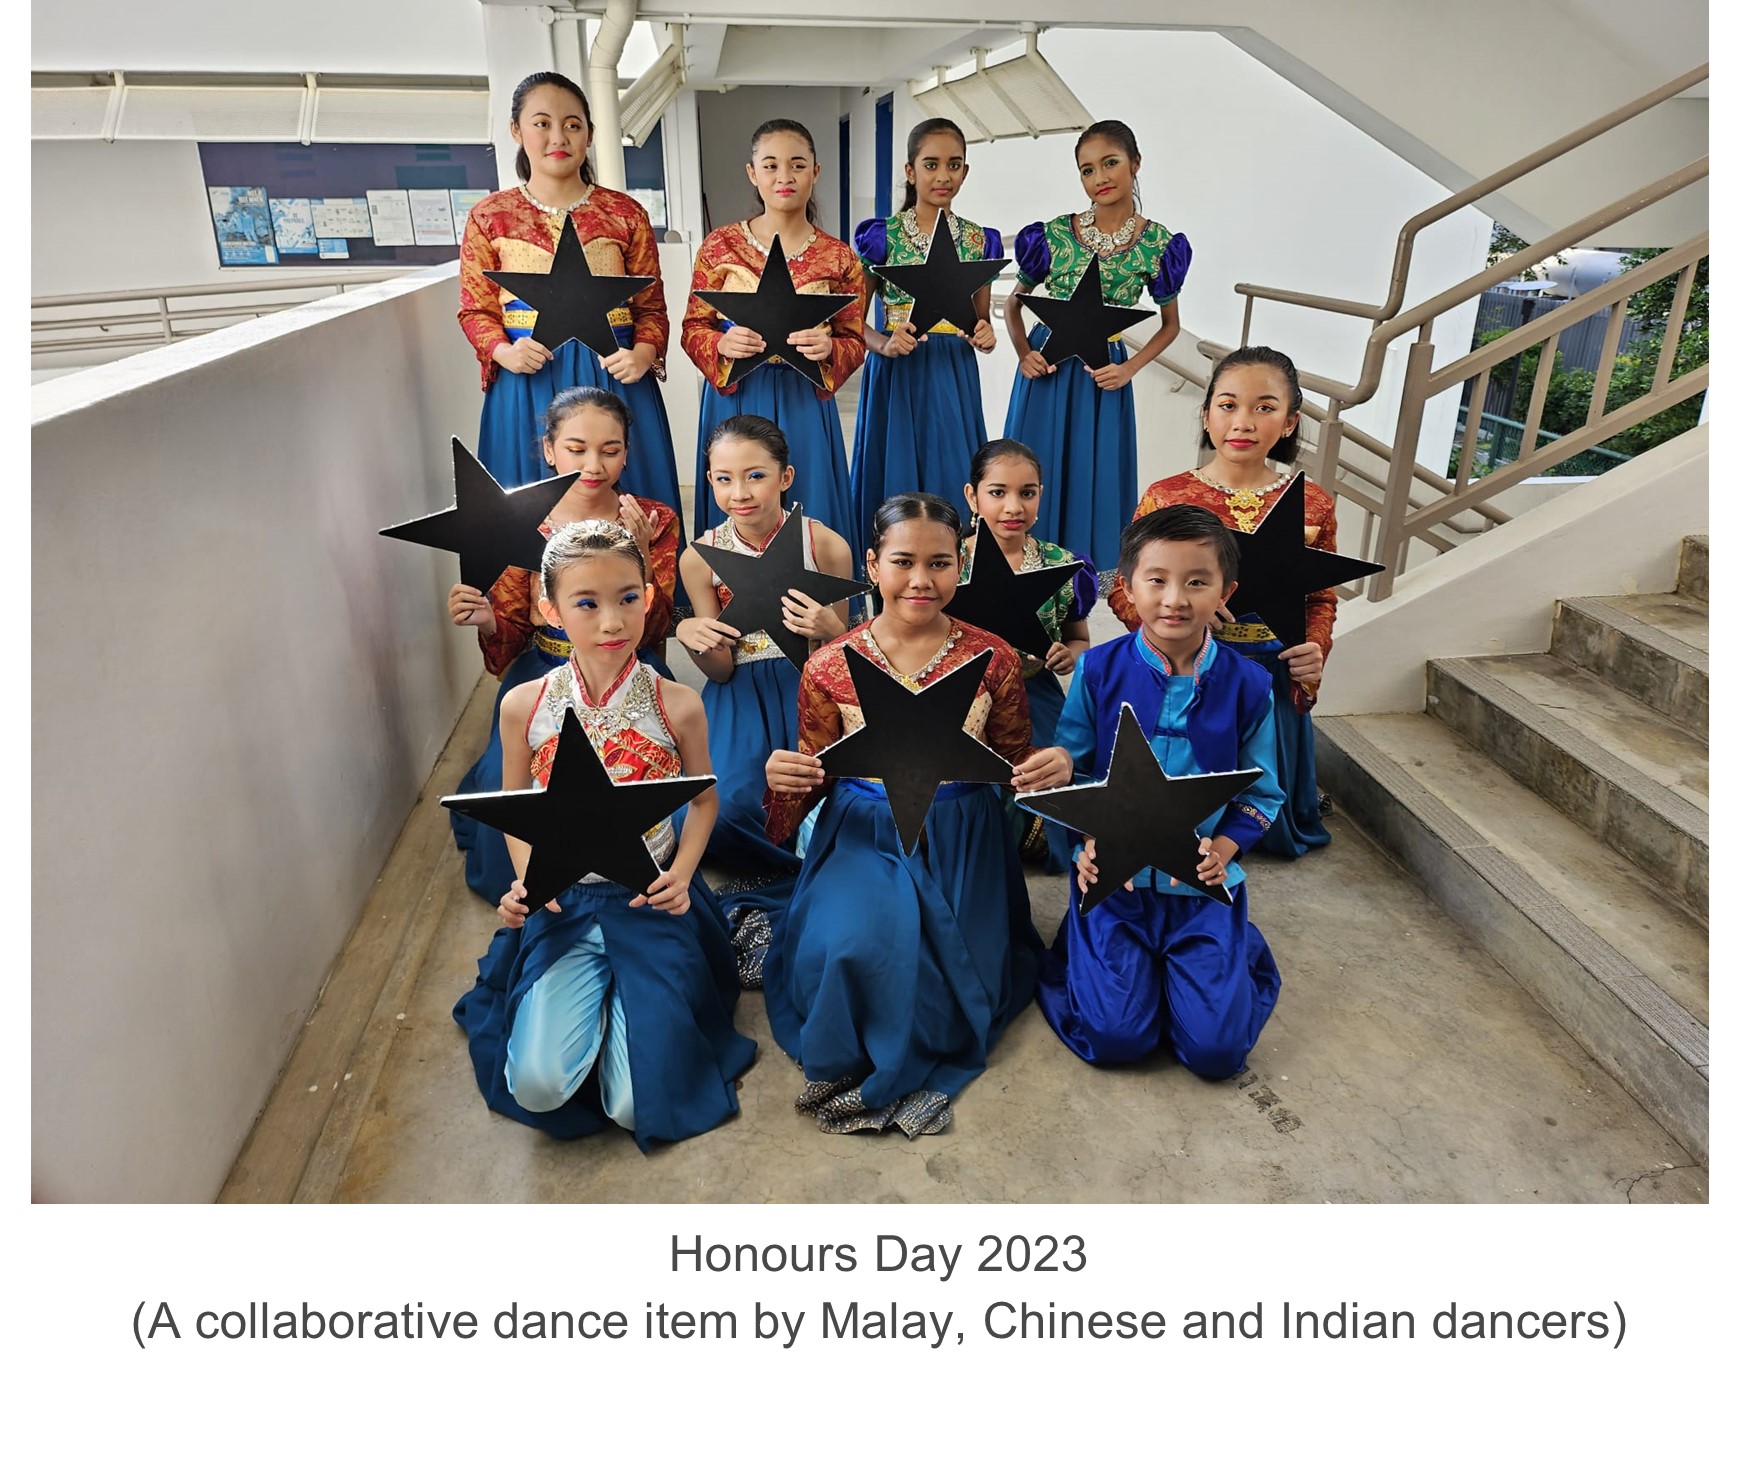 Honours Day 2023
(A collaborative dance item by Malay, Chinese and Indian dancers)